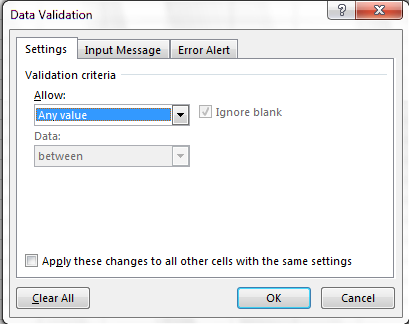 Data Validation
Settings Input Message Error Alert
Validation criteria
Allow:
Any value Ignore blank
Data:
between
Apply these changes to all other cells with the same settings
Clear All OK Cancel